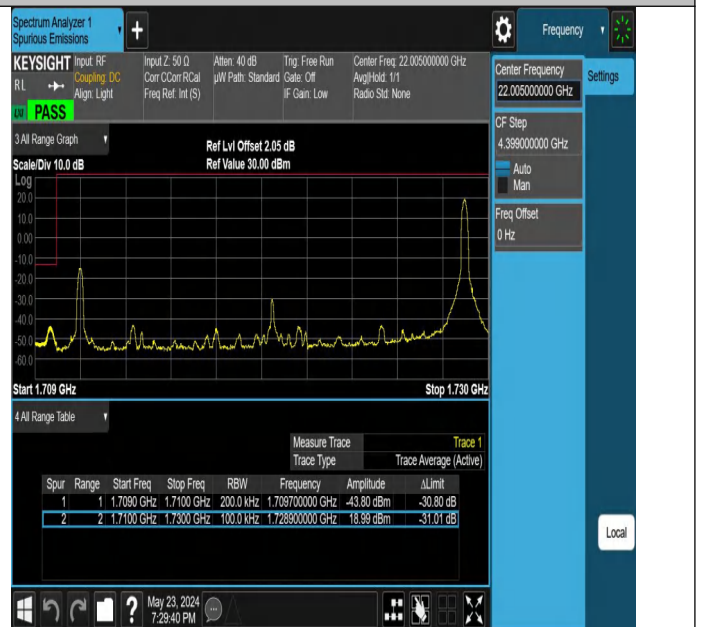 Spectrum Analyzer 1
Spurious Emissions
+
Frequency
KEYSIGHT Input: RF Input Z: 50 Ω Atten: 40 dB Trig: Free Run Center Freq: 22.005000000 GHz
RL Coupling: DC Corr CCorr RCal µW Path: Standard Gate: Off Avg|Hold: 1/1
Align: Light Freq Ref: Int (S) IF Gain: Low Radio Std: None
PASS
Center Frequency
22.005000000 GHz
Settings
CF Step
4.399000000 GHz
Auto
Man
Freq Offset
0 Hz
3 All Range Graph
Ref Lvl Offset 2.05 dB
Scale/Div 10.0 dB Ref Value 30.00 dBm
Log
20.0
10.0
0.00
-10.0
-20.0
-30.0
-40.0
-50.0
-60.0
Start 1.709 GHz Stop 1.730 GHz
4 All Range Table
Measure Trace Trace 1
Trace Type Trace Average (Active)
Spur Range Start Freq Stop Freq RBW Frequency Amplitude ΔLimit
1 1 1.7090 GHz 1.7100 GHz 200.0 kHz 1.709700000 GHz -43.80 dBm -30.80 dB
2 2 1.7100 GHz 1.7300 GHz 100.0 kHz 1.728900000 GHz 18.99 dBm -31.01 dB
Local
? May 23, 2024
7:29:40 PM